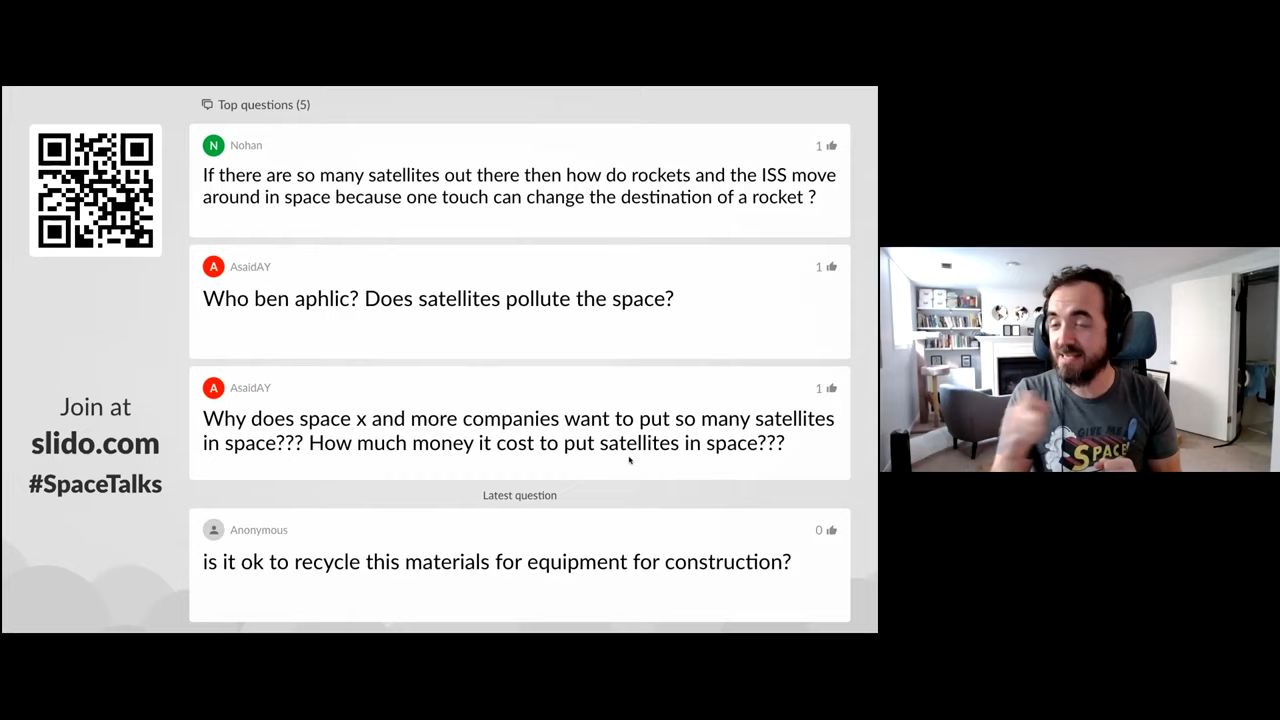 Top questions (5)
N Nohan 1
If there are so many satellites out there then how do rockets and the ISS move
around in space because one touch can change the destination of a rocket ?
A AsaidAY 1
Who ben aphlic? Does satellites pollute the space?
A AsaidAY 1
Why does space x and more companies want to put so many satellites
in space??? How much money it cost to put satellites in space???
Latest question
Anonymous 0
is it ok to recycle this materials for equipment for construction?
Join at
slido.com
#SpaceTalks
GIVE ME
SPACE